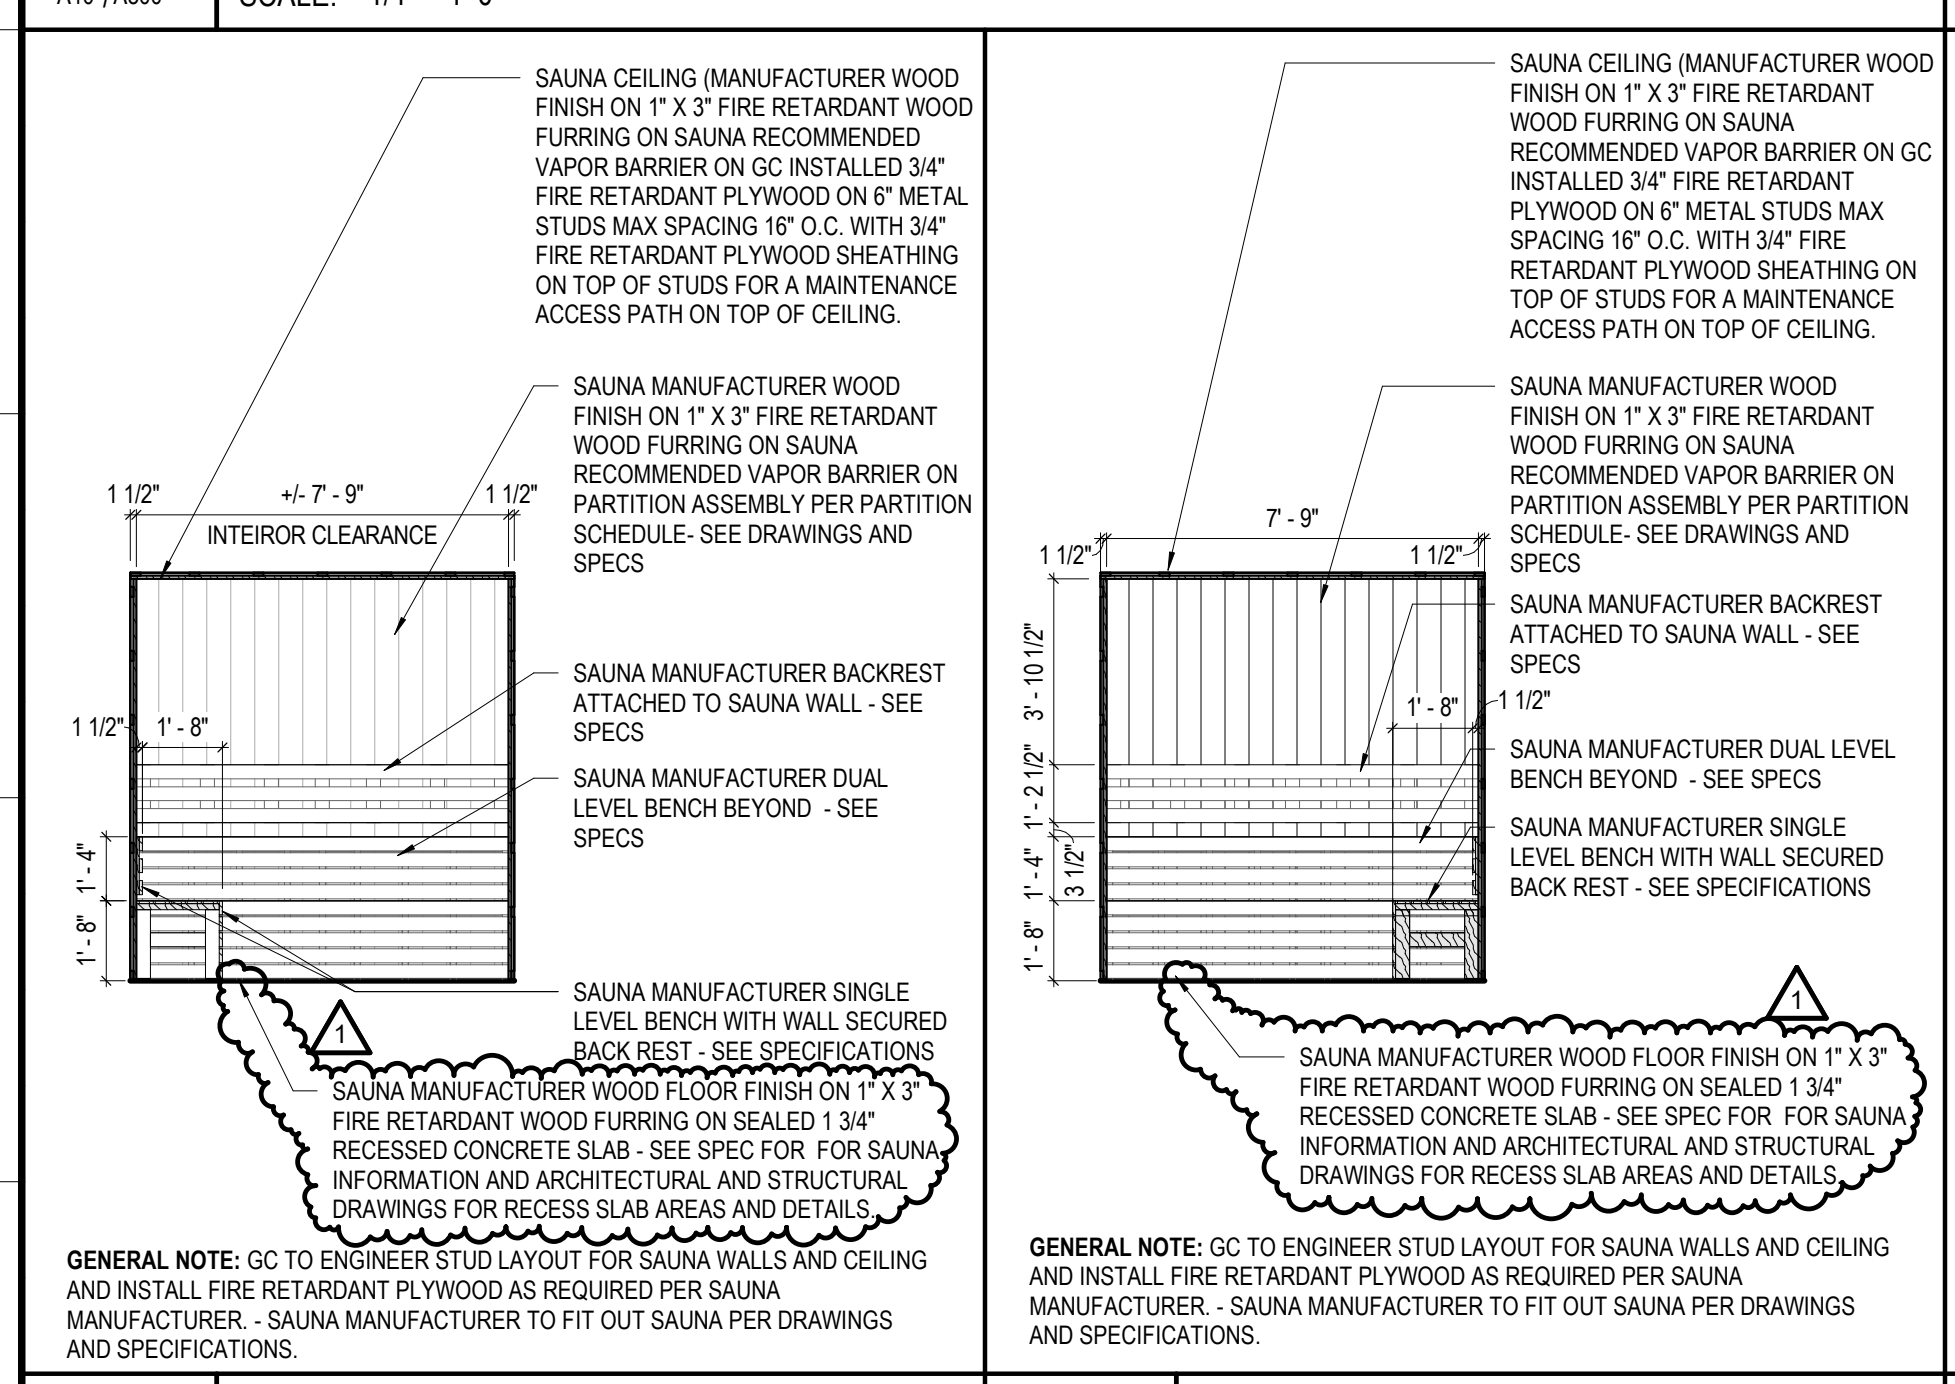 SAUNA CEILING (MANUFACTURER WOOD
FINISH ON 1" X 3" FIRE RETARDANT WOOD
FURRING ON SAUNA RECOMMENDED
VAPOR BARRIER ON GC INSTALLED 3/4"
FIRE RETARDANT PLYWOOD ON 6" METAL
STUDS MAX SPACING 16" O.C. WITH 3/4"
FIRE RETARDANT PLYWOOD SHEATHING
ON TOP OF STUDS FOR A MAINTENANCE
ACCESS PATH ON TOP OF CEILING.
SAUNA MANUFACTURER WOOD
FINISH ON 1" X 3" FIRE RETARDANT
WOOD FURRING ON SAUNA
RECOMMENDED VAPOR BARRIER ON
PARTITION ASSEMBLY PER PARTITION
SCHEDULE- SEE DRAWINGS AND
SPECS
1 1/2"
+/- 7' - 9"
1 1/2"
INTEIROR CLEARANCE
SAUNA MANUFACTURER BACKREST
ATTACHED TO SAUNA WALL - SEE
SPECS
1 1/2"
1' - 8"
SAUNA MANUFACTURER DUAL
LEVEL BENCH BEYOND - SEE
SPECS
1' - 4"
1' - 8"
SAUNA MANUFACTURER SINGLE
LEVEL BENCH WITH WALL SECURED
BACK REST - SEE SPECIFICATIONS
1
SAUNA MANUFACTURER WOOD FLOOR FINISH ON 1" X 3"
FIRE RETARDANT WOOD FURRING ON SEALED 1 3/4"
RECESSED CONCRETE SLAB - SEE SPEC FOR FOR SAUNA
INFORMATION AND ARCHITECTURAL AND STRUCTURAL
DRAWINGS FOR RECESS SLAB AREAS AND DETAILS.
GENERAL NOTE: GC TO ENGINEER STUD LAYOUT FOR SAUNA WALLS AND CEILING
AND INSTALL FIRE RETARDANT PLYWOOD AS REQUIRED PER SAUNA
MANUFACTURER. - SAUNA MANUFACTURER TO FIT OUT SAUNA PER DRAWINGS
AND SPECIFICATIONS.
SAUNA CEILING (MANUFACTURER WOOD
FINISH ON 1" X 3" FIRE RETARDANT
WOOD FURRING ON SAUNA
RECOMMENDED VAPOR BARRIER ON GC
INSTALLED 3/4" FIRE RETARDANT
PLYWOOD ON 6" METAL STUDS MAX
SPACING 16" O.C. WITH 3/4" FIRE
RETARDANT PLYWOOD SHEATHING ON
TOP OF STUDS FOR A MAINTENANCE
ACCESS PATH ON TOP OF CEILING.
SAUNA MANUFACTURER WOOD
FINISH ON 1" X 3" FIRE RETARDANT
WOOD FURRING ON SAUNA
RECOMMENDED VAPOR BARRIER ON
PARTITION ASSEMBLY PER PARTITION
SCHEDULE- SEE DRAWINGS AND
SPECS
7' - 9"
1 1/2"
1 1/2"
SAUNA MANUFACTURER BACKREST
ATTACHED TO SAUNA WALL - SEE
SPECS
3' - 10 1/2"
1' - 8"
1 1/2"
SAUNA MANUFACTURER DUAL LEVEL
BENCH BEYOND - SEE SPECS
1' - 2 1/2"
SAUNA MANUFACTURER SINGLE
LEVEL BENCH WITH WALL SECURED
BACK REST - SEE SPECIFICATIONS
1' - 4"
3 1/2"
1' - 8"
1
SAUNA MANUFACTURER WOOD FLOOR FINISH ON 1" X 3"
FIRE RETARDANT WOOD FURRING ON SEALED 1 3/4"
RECESSED CONCRETE SLAB - SEE SPEC FOR FOR SAUNA
INFORMATION AND ARCHITECTURAL AND STRUCTURAL
DRAWINGS FOR RECESS SLAB AREAS AND DETAILS.
GENERAL NOTE: GC TO ENGINEER STUD LAYOUT FOR SAUNA WALLS AND CEILING
AND INSTALL FIRE RETARDANT PLYWOOD AS REQUIRED PER SAUNA
MANUFACTURER. - SAUNA MANUFACTURER TO FIT OUT SAUNA PER DRAWINGS
AND SPECIFICATIONS.